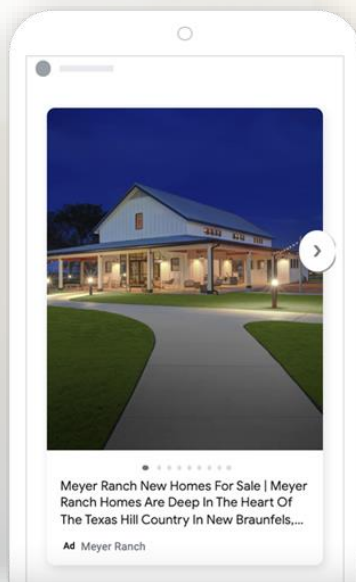 Meyer Ranch New Homes For Sale | Meyer
Ranch Homes Are Deep In The Heart Of
The Texas Hill Country In New Braunfels,...
Ad Meyer Ranch